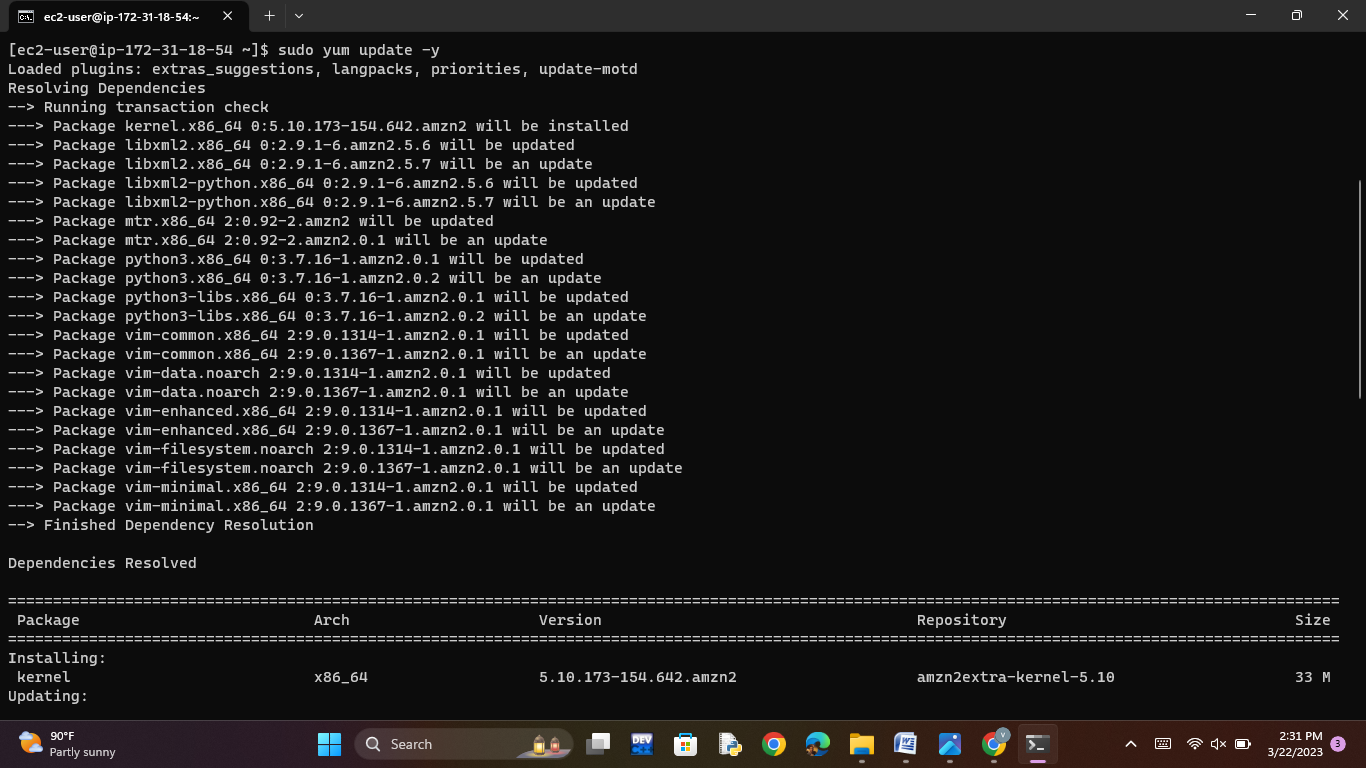 ec2-user@ip-172-31-18-54:~
[ec2-user@ip-172-31-18-54 ~]$ sudo yum update -y
Loaded plugins: extras_suggestions, langpacks, priorities, update-motd
Resolving Dependencies
--> Running transaction check
---> Package kernel.x86_64 0:5.10.173-154.642.amzn2 will be installed
---> Package libxml2.x86_64 0:2.9.1-6.amzn2.5.6 will be updated
---> Package libxml2.x86_64 0:2.9.1-6.amzn2.5.7 will be an update
---> Package libxml2-python.x86_64 0:2.9.1-6.amzn2.5.6 will be updated
---> Package libxml2-python.x86_64 0:2.9.1-6.amzn2.5.7 will be an update
---> Package mtr.x86_64 2:0.92-2.amzn2 will be updated
---> Package mtr.x86_64 2:0.92-2.amzn2.0.1 will be an update
---> Package python3.x86_64 0:3.7.16-1.amzn2.0.1 will be updated
---> Package python3.x86_64 0:3.7.16-1.amzn2.0.2 will be an update
---> Package python3-libs.x86_64 0:3.7.16-1.amzn2.0.1 will be updated
---> Package python3-libs.x86_64 0:3.7.16-1.amzn2.0.2 will be an update
---> Package vim-common.x86_64 2:9.0.1314-1.amzn2.0.1 will be updated
---> Package vim-common.x86_64 2:9.0.1367-1.amzn2.0.1 will be an update
---> Package vim-data.noarch 2:9.0.1314-1.amzn2.0.1 will be updated
---> Package vim-data.noarch 2:9.0.1367-1.amzn2.0.1 will be an update
---> Package vim-enhanced.x86_64 2:9.0.1314-1.amzn2.0.1 will be updated
---> Package vim-enhanced.x86_64 2:9.0.1367-1.amzn2.0.1 will be an update
---> Package vim-filesystem.noarch 2:9.0.1314-1.amzn2.0.1 will be updated
---> Package vim-filesystem.noarch 2:9.0.1367-1.amzn2.0.1 will be an update
---> Package vim-minimal.x86_64 2:9.0.1314-1.amzn2.0.1 will be updated
---> Package vim-minimal.x86_64 2:9.0.1367-1.amzn2.0.1 will be an update
--> Finished Dependency Resolution
Dependencies Resolved
Package Arch Version Repository Size
Installing:
kernel x86_64 5.10.173-154.642.amzn2 amzn2extra-kernel-5.10 33 M
Updating:
90°F
Partly sunny
Search
DEV
2:31 PM
3/22/2023
3